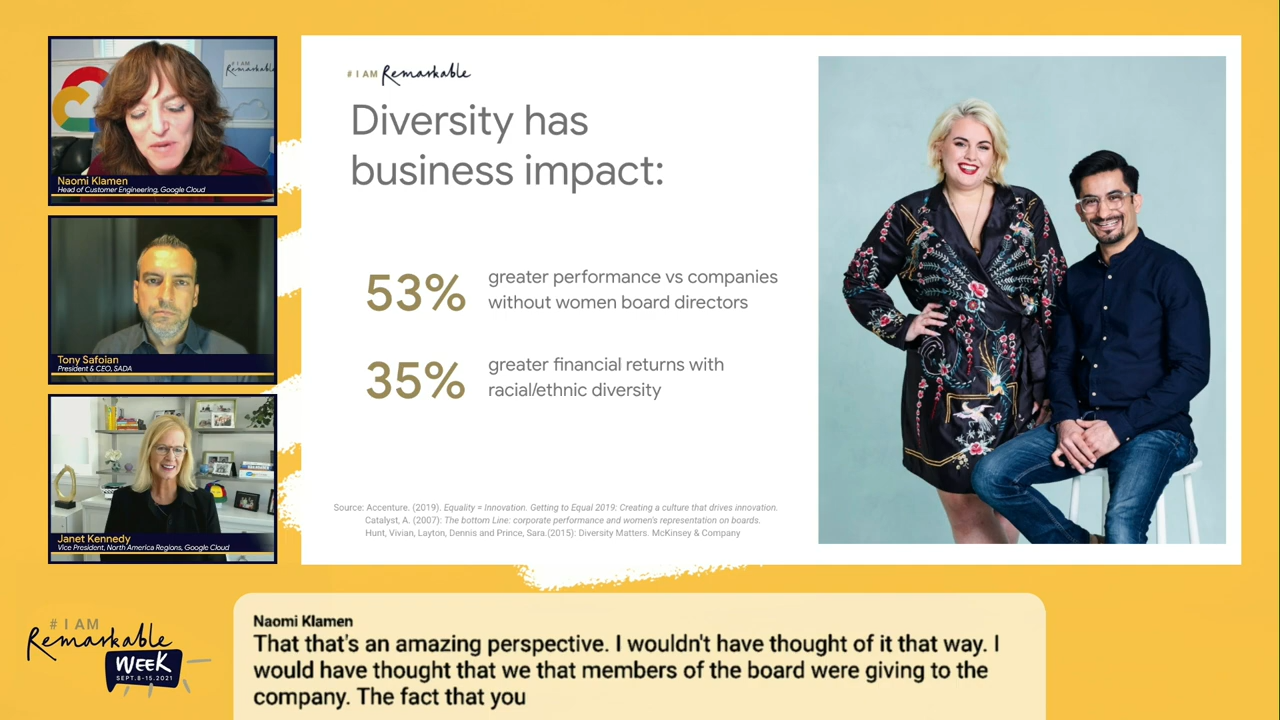 Naomi Klamen
Head of Customer Engineering, Google Cloud
Tony Safoian
President & CEO, SADA
Janet Kennedy
Vice President, North America Regions, Google Cloud
# I AM Remarkable
Diversity has
business impact:
53% greater performance vs companies
without women board directors
35% greater financial returns with
racial/ethnic diversity
Source: Accenture. (2019). Equality = Innovation. Getting to Equal 2019: Creating a culture that drives innovation.
Catalyst, A. (2007): The bottom Line: corporate performance and women's representation on boards.
Hunt, Vivian, Layton, Dennis and Prince, Sara.(2015): Diversity Matters. McKinsey & Company
# I AM
Remarkable
WEEK
SEPT.8-15.2021
Naomi Klamen
That that's an amazing perspective. I wouldn't have thought of it that way. I
would have thought that we that members of the board were giving to the
company. The fact that you